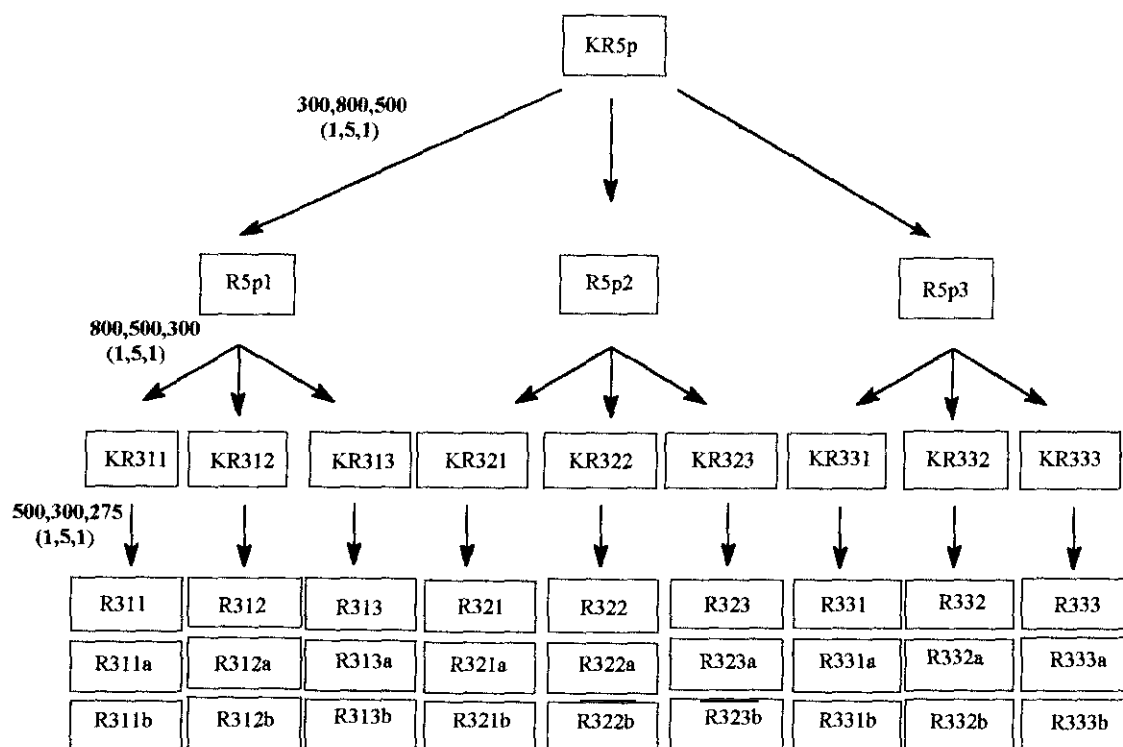 KR5p
300,800,500
(1,5,1)
R5p1
R5p2
R5p3
800,500,300
(1,5,1)
KR311
KR312
KR313
KR321
KR322
KR323
KR331
KR332
KR333
500,300,275
(1,5,1)
R311
R312
R313
R321
R322
R323
R331
R332
R333
R311a
R312a
R313a
R321a
R322a
R323a
R331a
R332a
R333a
R311b
R312b
R313b
R321b
R322b
R323b
R331b
R332b
R333b